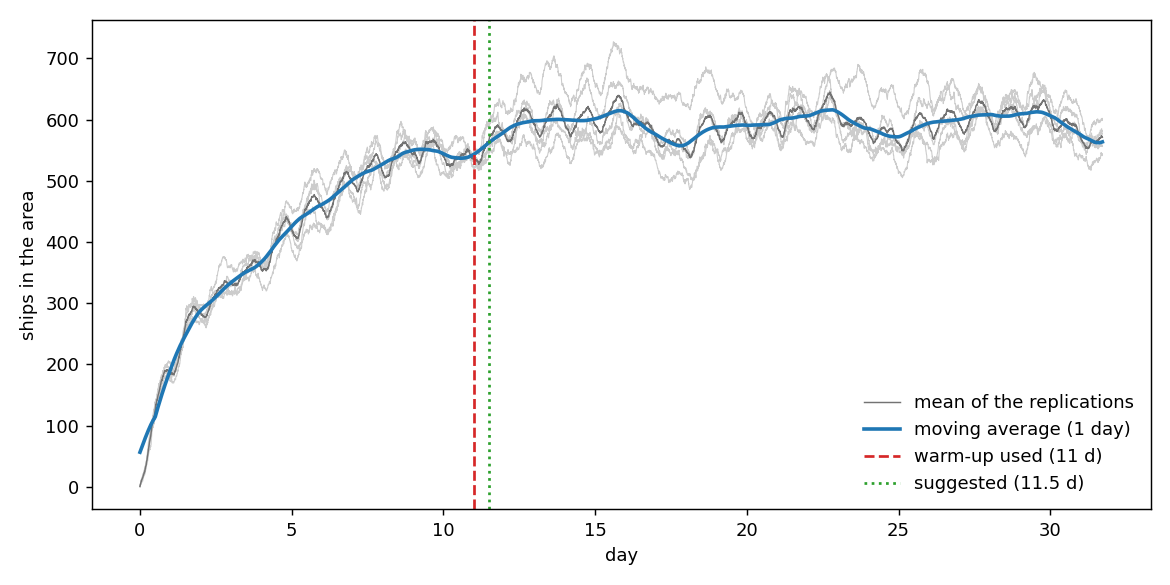 700
600
500
400
300
200
100
0
ships in the area
mean of the replications
moving average (1 day)
warm-up used (11 d)
suggested (11.5 d)
0 5 10 15 20 25 30
day